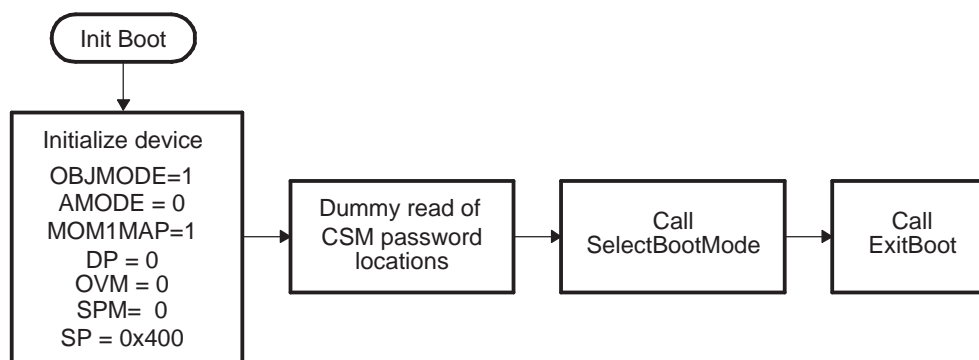 Init Boot
Initialize device
OBJMODE=1
AMODE = 0
MOM1MAP=1
DP = 0
OVM = 0
SPM= 0
SP = 0x400
Dummy read of
CSM password
locations
Call
SelectBootMode
Call
ExitBoot